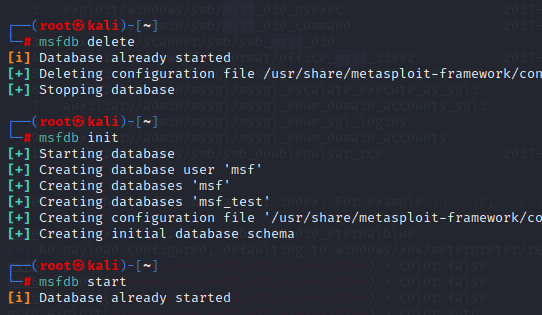 ┌──(root㉿kali)-[~]
└─# msfdb delete
[i] Database already started
[+] Deleting configuration file /usr/share/metasploit-framework/con
[+] Stopping database
┌──(root㉿kali)-[~]
└─# msfdb init
[+] Starting database
[+] Creating database user 'msf'
[+] Creating databases 'msf'
[+] Creating databases 'msf_test'
[+] Creating configuration file '/usr/share/metasploit-framework/co
[+] Creating initial database schema
┌──(root㉿kali)-[~]
└─# msfdb start
[i] Database already started